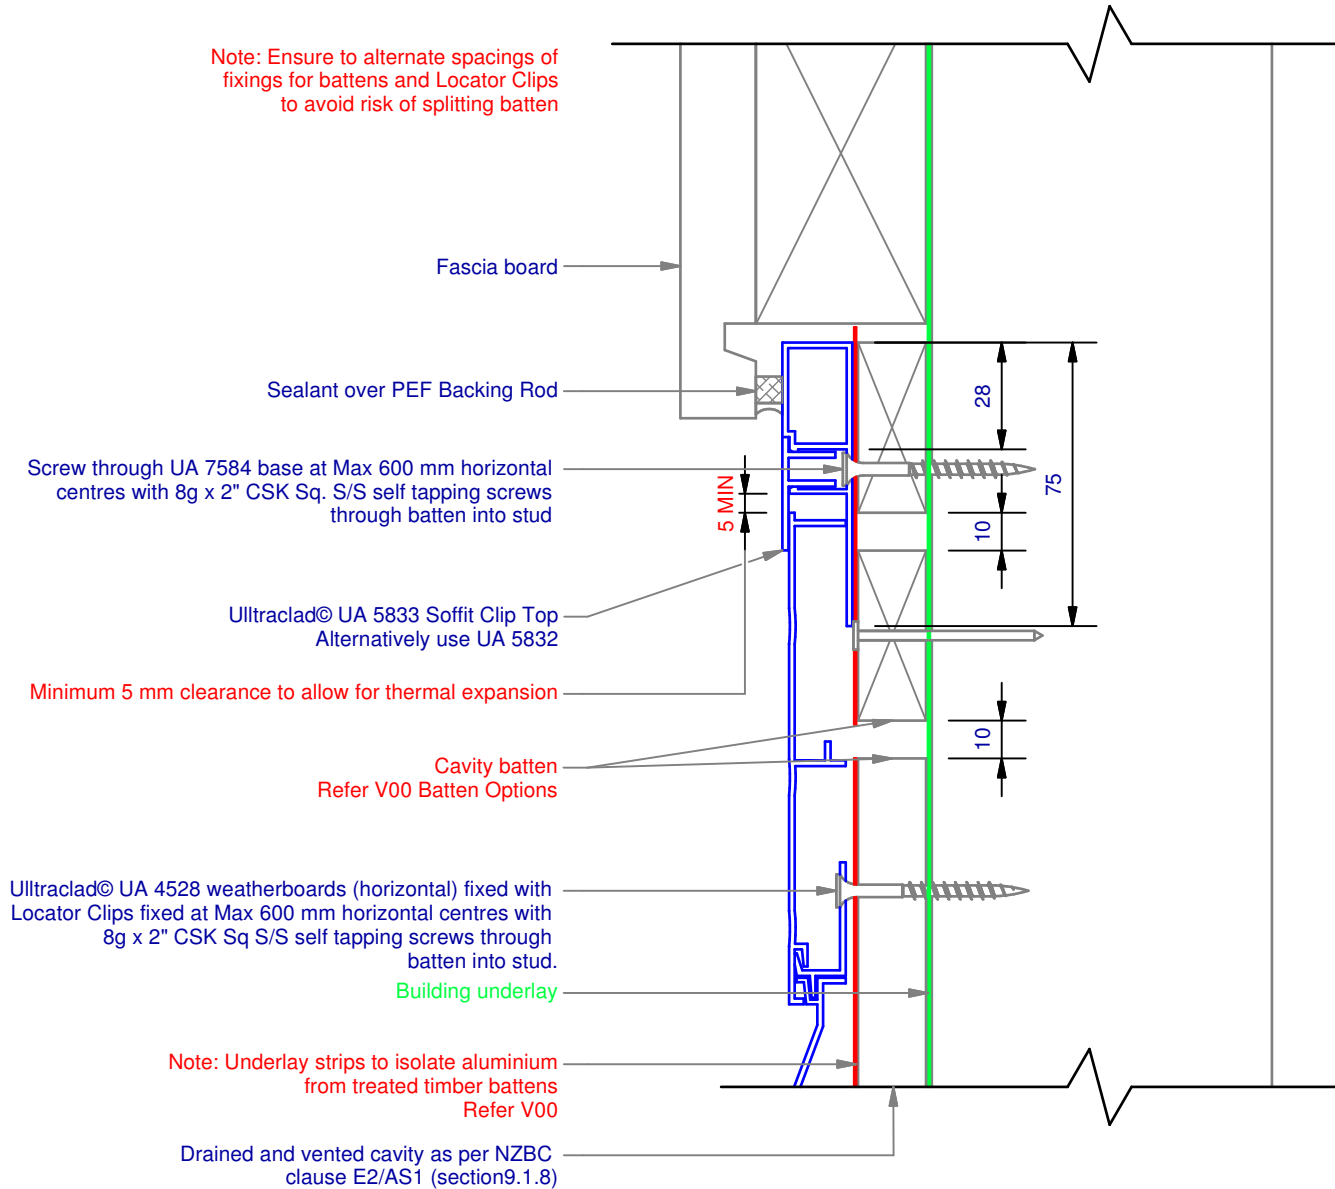 Note: Ensure to alternate spacings of
fixings for battens and Locator Clips
to avoid risk of splitting batten
Fascia board
Sealant over PEF Backing Rod
Screw through UA 7584 base at Max 600 mm horizontal
centres with 8g x 2" CSK Sq. S/S self tapping screws
through batten into stud
Ulltraclad© UA 5833 Soffit Clip Top
Alternatively use UA 5832
Minimum 5 mm clearance to allow for thermal expansion
Cavity batten
Refer V00 Batten Options
Ulltraclad© UA 4528 weatherboards (horizontal) fixed with
Locator Clips fixed at Max 600 mm horizontal centres with
8g x 2" CSK Sq S/S self tapping screws through
batten into stud.
Building underlay
Note: Underlay strips to isolate aluminium
from treated timber battens
Refer V00
Drained and vented cavity as per NZBC
clause E2/AS1 (section9.1.8)
5 MIN
28
75
10
10